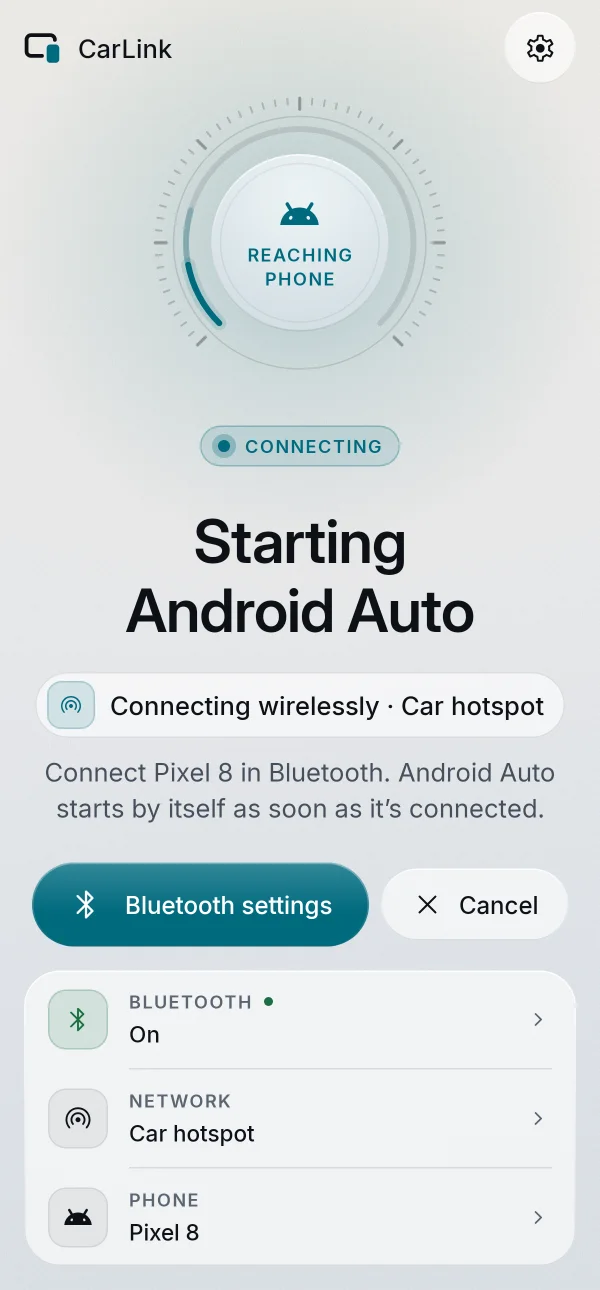 CarLink
REACHING
PHONE
CONNECTING
Starting
Android Auto
Connecting wirelessly · Car hotspot
Connect Pixel 8 in Bluetooth. Android Auto
starts by itself as soon as it’s connected.
Bluetooth settings
Cancel
BLUETOOTH
On
NETWORK
Car hotspot
PHONE
Pixel 8